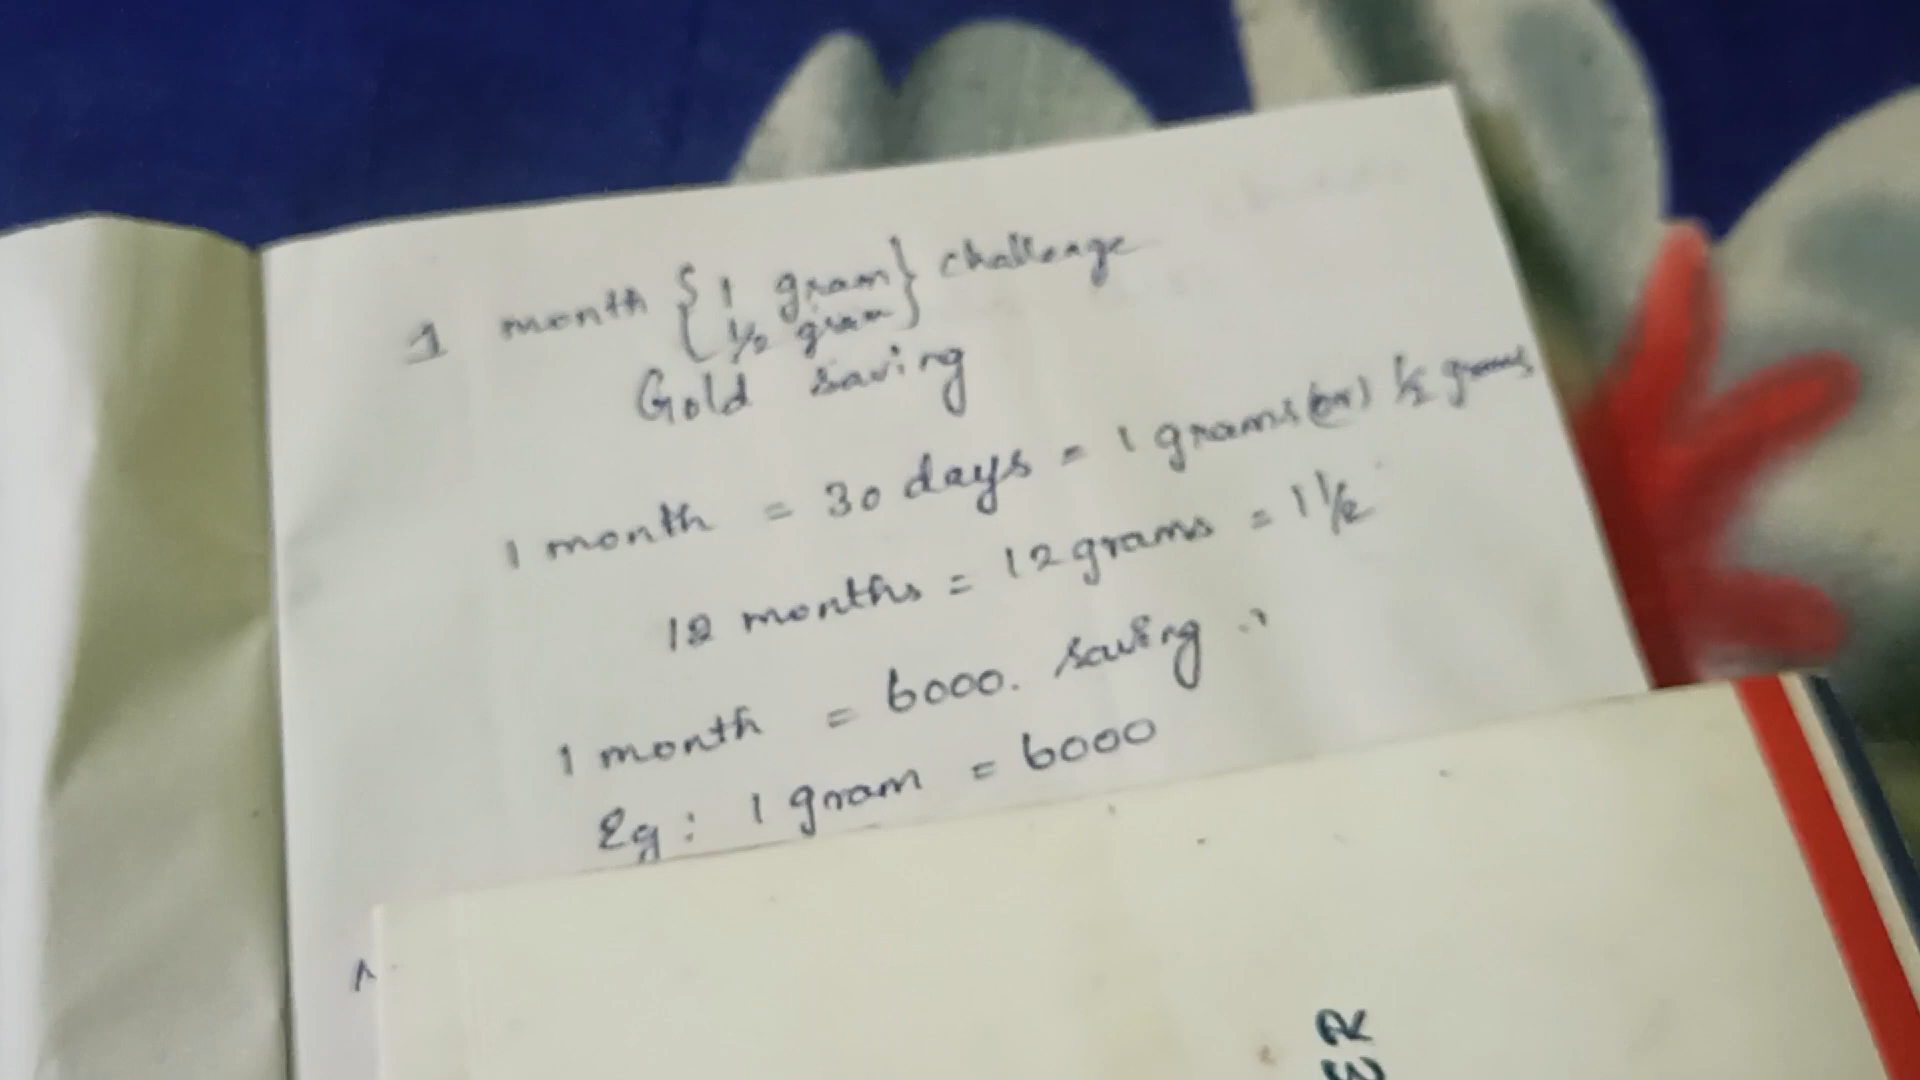 1 month { 1 gram } challenge
1/2 gram
Gold saving
1 month = 30 days = 1 grams (or) 1/2 grams
12 months = 12 grams = 1 1/2
1 month = 6000. saving
Eg: 1 gram = 6000
ER